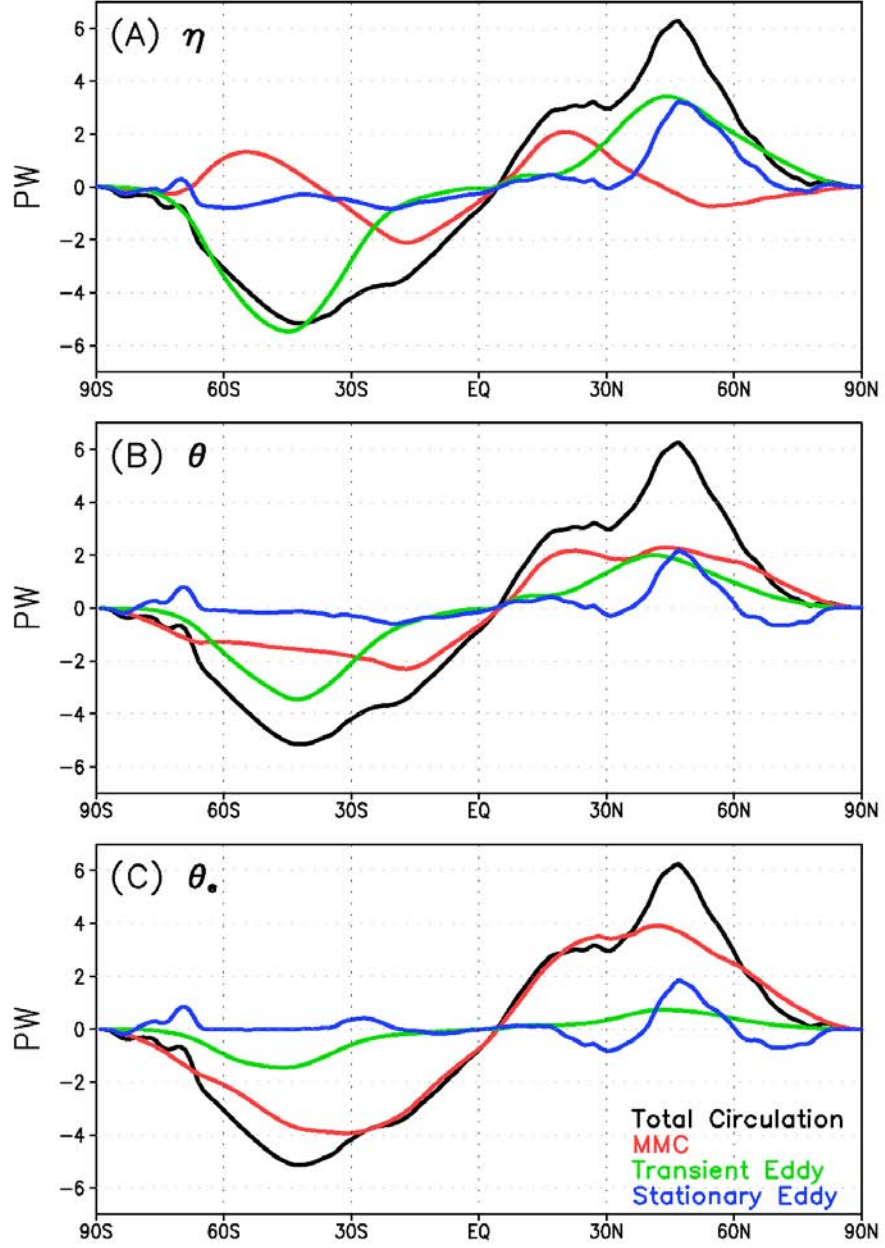 (A) η
PW
6
4
2
0
−2
−4
−6
90S 60S 30S EQ 30N 60N 90N
(B) θ
PW
6
4
2
0
−2
−4
−6
90S 60S 30S EQ 30N 60N 90N
(C) θe
PW
6
4
2
0
−2
−4
−6
Total Circulation
MMC
Transient Eddy
Stationary Eddy
90S 60S 30S EQ 30N 60N 90N